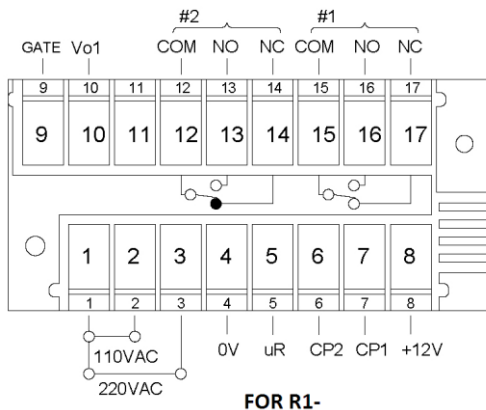 #2 #1
GATE Vo1 COM NO NC COM NO NC
9 10 11 12 13 14 15 16 17
9 10 11 12 13 14 15 16 17
1 2 3 4 5 6 7 8
1 2 3 4 5 6 7 8
110VAC 0V uR CP2 CP1 +12V
220VAC
FOR R1-